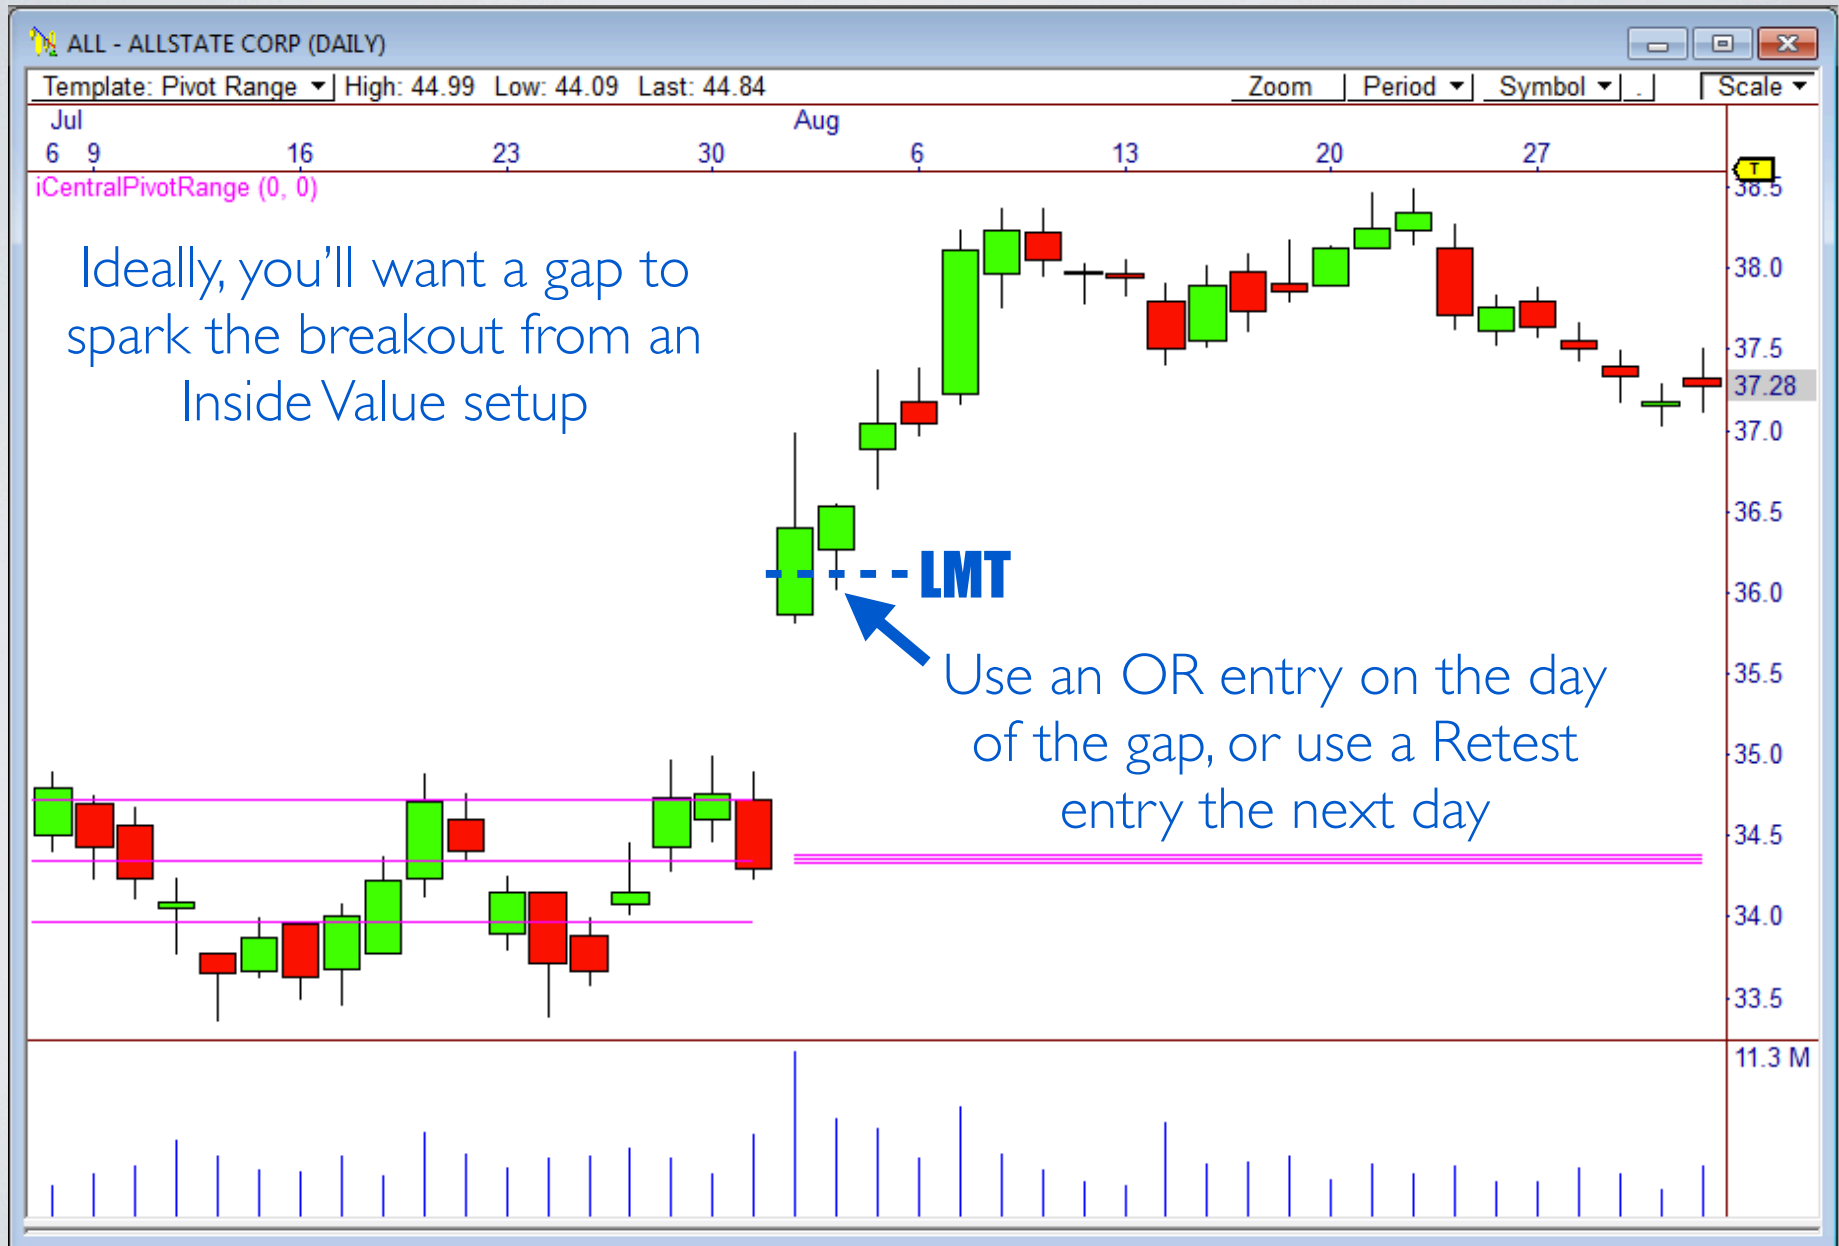 ALL - ALLSTATE CORP (DAILY)
Template: Pivot Range High: 44.99 Low: 44.09 Last: 44.84 Zoom Period Symbol . Scale
Jul Aug
6 9 16 23 30 6 13 20 27
T
iCentralPivotRange (0, 0)
38.5
Ideally, you'll want a gap to
spark the breakout from an
Inside Value setup
38.0
37.5
37.28
37.0
36.5
LMT
36.0
Use an OR entry on the day
of the gap, or use a Retest
entry the next day
35.5
35.0
34.5
34.0
33.5
11.3 M